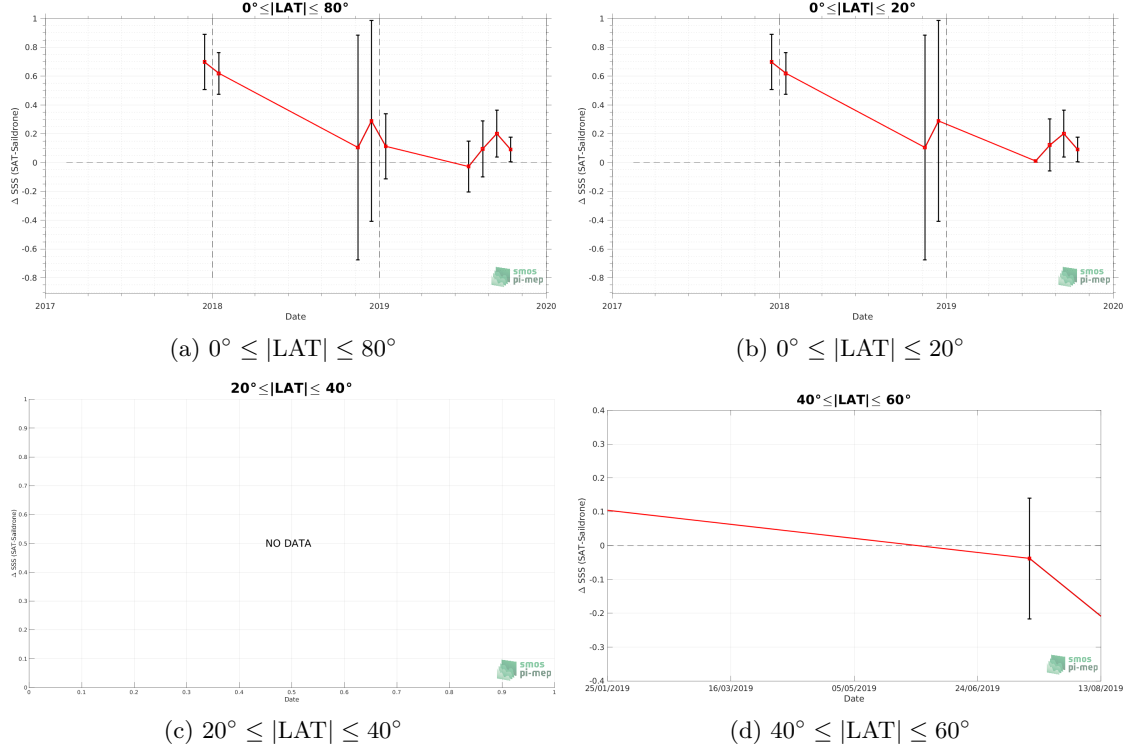 0°≤|LAT|≤ 80°
Δ SSS (SAT-Saildrone)
1
0.8
0.6
0.4
0.2
0
-0.2
-0.4
-0.6
-0.8
2017
2018
2019
2020
Date
smos
pi-mep
(a) 0° ≤ |LAT| ≤ 80°
0°≤|LAT|≤ 20°
Δ SSS (SAT-Saildrone)
1
0.8
0.6
0.4
0.2
0
-0.2
-0.4
-0.6
-0.8
2017
2018
2019
2020
Date
smos
pi-mep
(b) 0° ≤ |LAT| ≤ 20°
20°≤|LAT|≤ 40°
Δ SSS (SAT-Saildrone)
1
0.9
0.8
0.7
0.6
0.5
0.4
0.3
0.2
0.1
0
NO DATA
0
0.1
0.2
0.3
0.4
0.5
0.6
0.7
0.8
0.9
1
Date
smos
pi-mep
(c) 20° ≤ |LAT| ≤ 40°
40°≤|LAT|≤ 60°
Δ SSS (SAT-Saildrone)
0.4
0.3
0.2
0.1
0
-0.1
-0.2
-0.3
-0.4
25/01/2019
16/03/2019
05/05/2019
24/06/2019
13/08/2019
Date
smos
pi-mep
(d) 40° ≤ |LAT| ≤ 60°